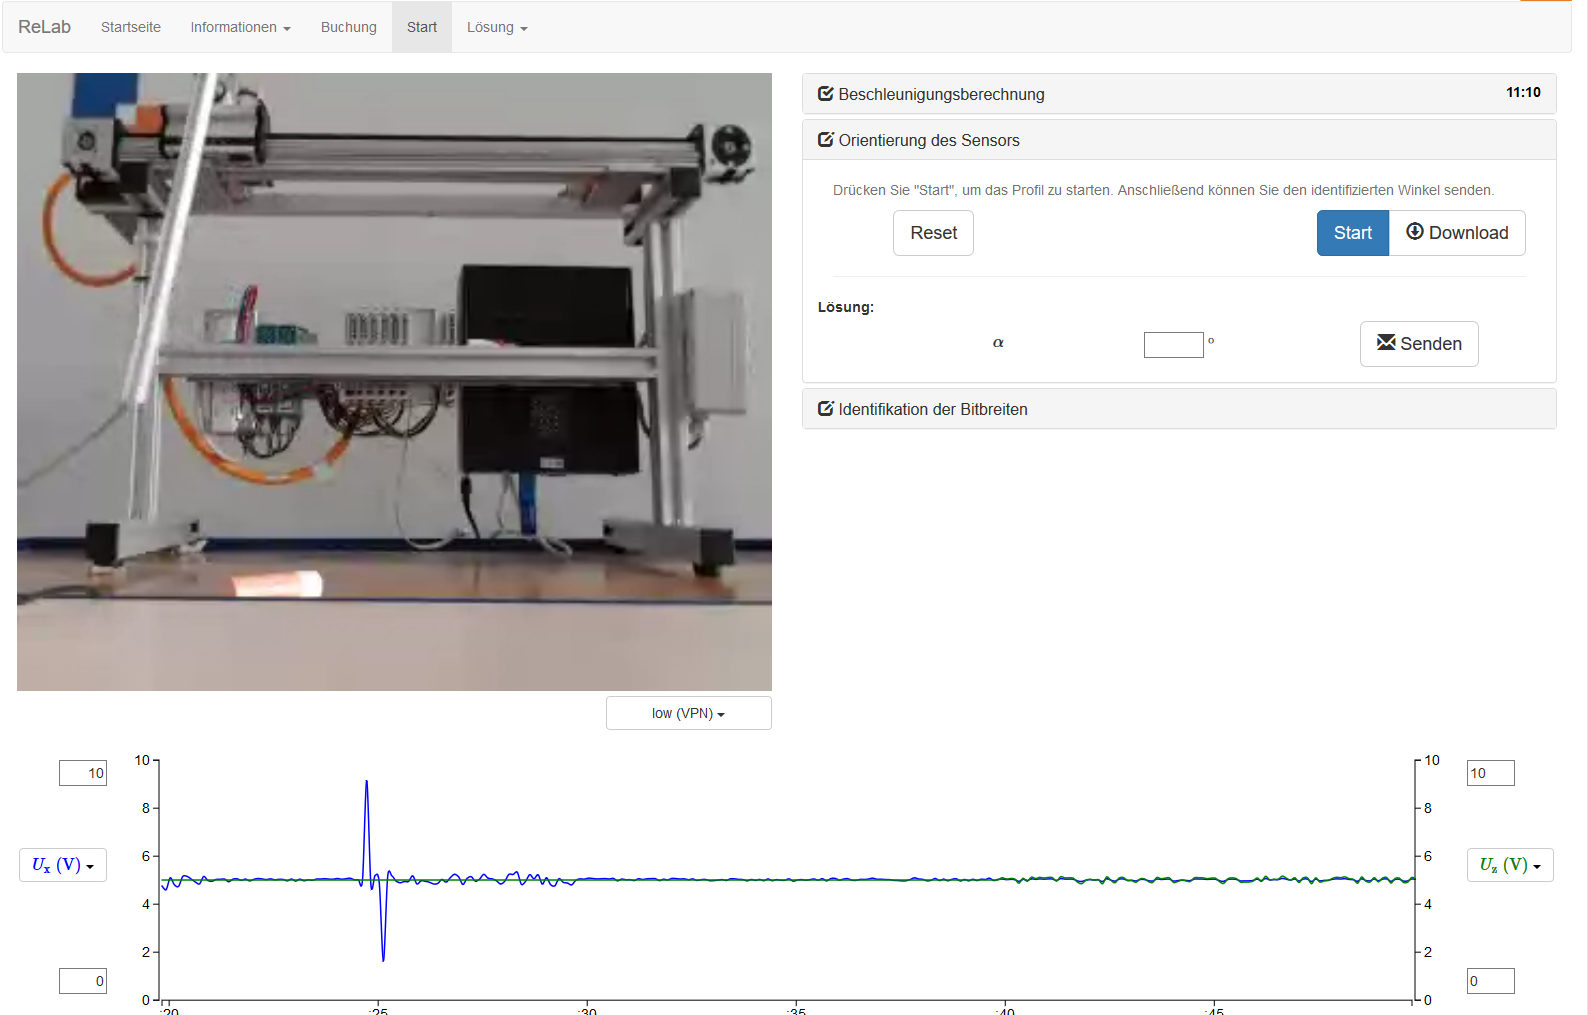 ReLab Startseite Informationen Buchung Start Lösung
Beschleunigungsberechnung 11:10
Orientierung des Sensors
Drücken Sie "Start", um das Profil zu starten. Anschließend können Sie den identifizierten Winkel senden.
Reset Start Download
Lösung:
α ° Senden
Identifikation der Bitbreiten
low (VPN)
10 10 10 10
8 8
Ux (V) 6 6 Uz (V)
4 4
2 2
0 0 0 0
:20 :25 :30 :35 :40 :45